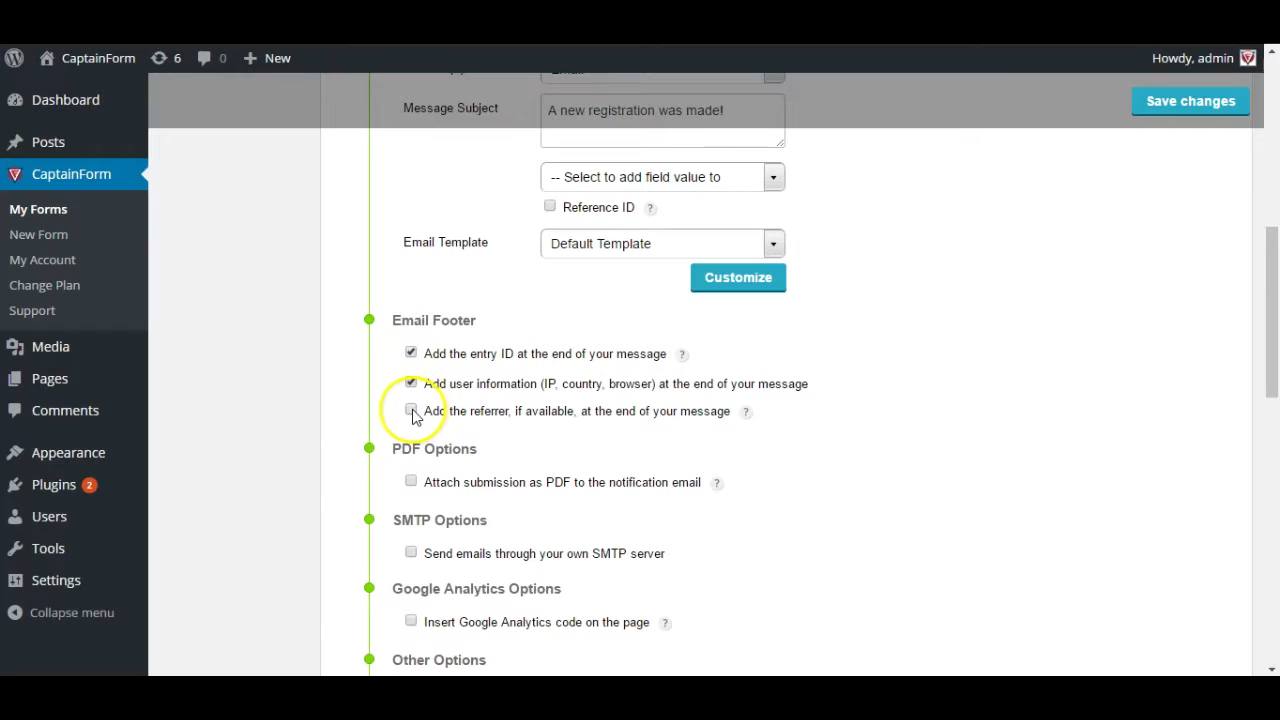 CaptainForm 6 0 New Howdy, admin
Dashboard
Posts
CaptainForm
My Forms
New Form
My Account
Change Plan
Support
Media
Pages
Comments
Appearance
Plugins 2
Users
Tools
Settings
Collapse menu
Save changes
Message Subject A new registration was made!
-- Select to add field value to
Reference ID ?
Email Template Default Template
Customize
Email Footer
Add the entry ID at the end of your message ?
Add user information (IP, country, browser) at the end of your message
Add the referrer, if available, at the end of your message ?
PDF Options
Attach submission as PDF to the notification email ?
SMTP Options
Send emails through your own SMTP server
Google Analytics Options
Insert Google Analytics code on the page ?
Other Options